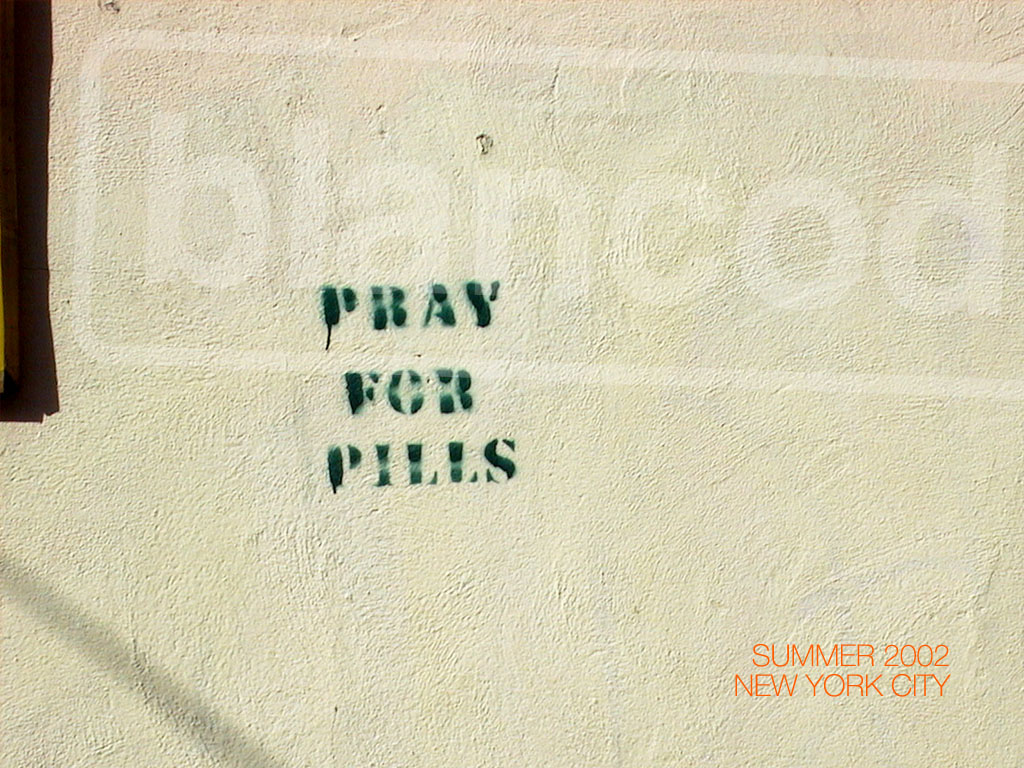 blancod
PRAY
FOR
PILLS
SUMMER 2002
NEW YORK CITY